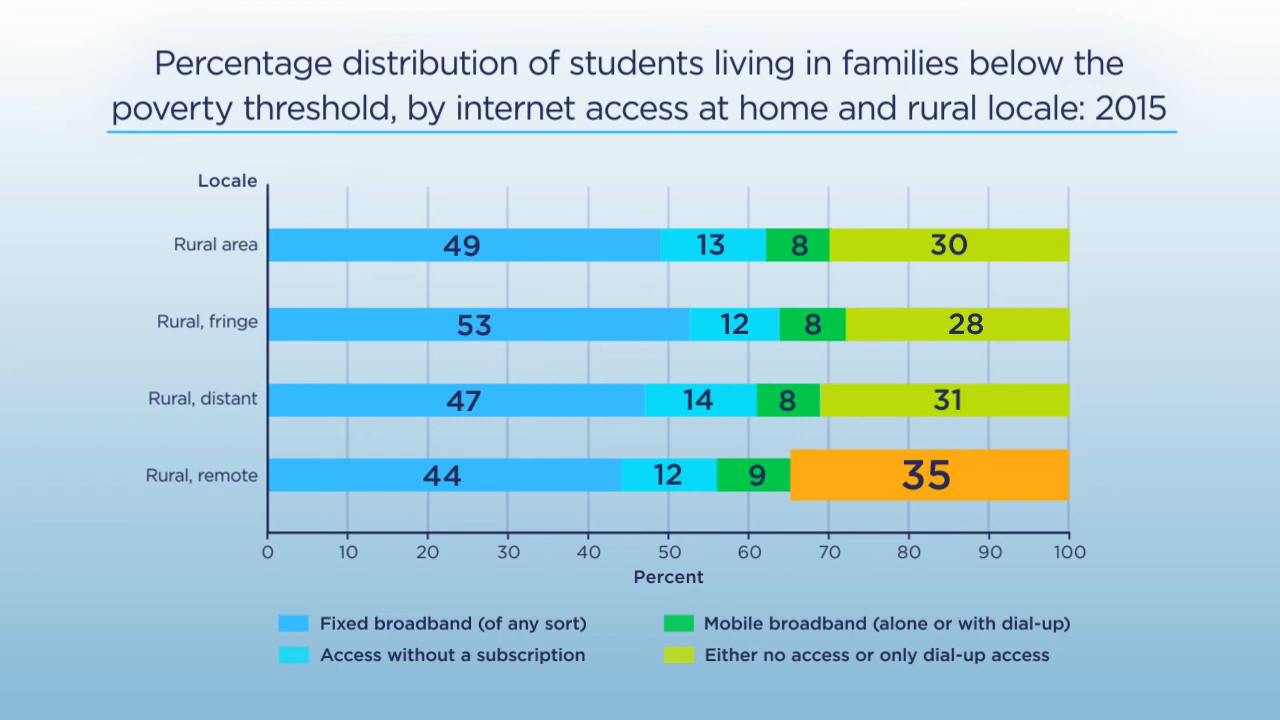 Percentage distribution of students living in families below the
poverty threshold, by internet access at home and rural locale: 2015
Locale
Rural area 49 13 8 30
Rural, fringe 53 12 8 28
Rural, distant 47 14 8 31
Rural, remote 44 12 9 35
0 10 20 30 40 50 60 70 80 90 100
Percent
Fixed broadband (of any sort) Mobile broadband (alone or with dial-up)
Access without a subscription Either no access or only dial-up access